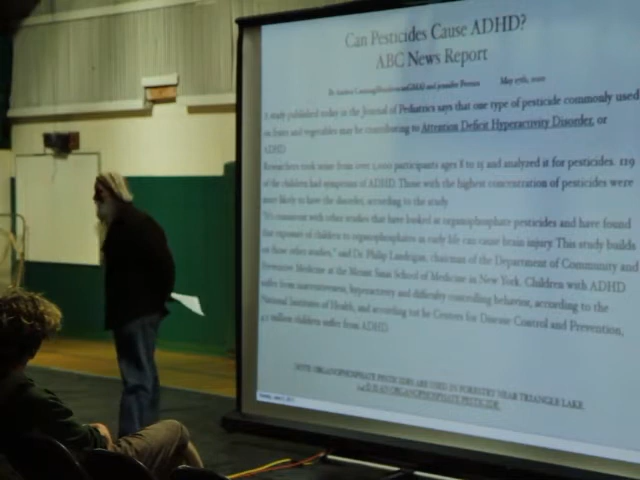 Can Pesticides Cause ADHD?
ABC News Report
May 17th, 2010
A study published today in the Journal of Pediatrics says that one type of pesticide commonly used
on fruits and vegetables may be contributing to Attention Deficit Hyperactivity Disorder, or
ADHD
Researchers took urine from over 1,000 participants ages 8 to 15 and analyzed it for pesticides. 119
of the children had symptoms of ADHD. Those with the highest concentration of pesticides were
more likely to have the disorder, according to the study.
"It's consistent with other studies that have looked at organophosphate pesticides and have found
that exposure of children to organophosphates in early life can cause brain injury. This study builds
on those other studies," said Dr. Philip Landrigan, chairman of the Department of Community and
Preventive Medicine at the Mount Sinai School of Medicine in New York. Children with ADHD
suffer from inattentiveness, hyperactivity and difficulty controlling behavior, according to the
National Institutes of Health, and according tot he Centers for Disease Control and Prevention,
million children suffer from ADHD
NOTE: ORGANOPHOSPHATE PESTICIDES ARE USED IN FORESTRY NEAR TRIANGLE LAKE
IS AN ORGANOPHOSPHATE PESTICIDE